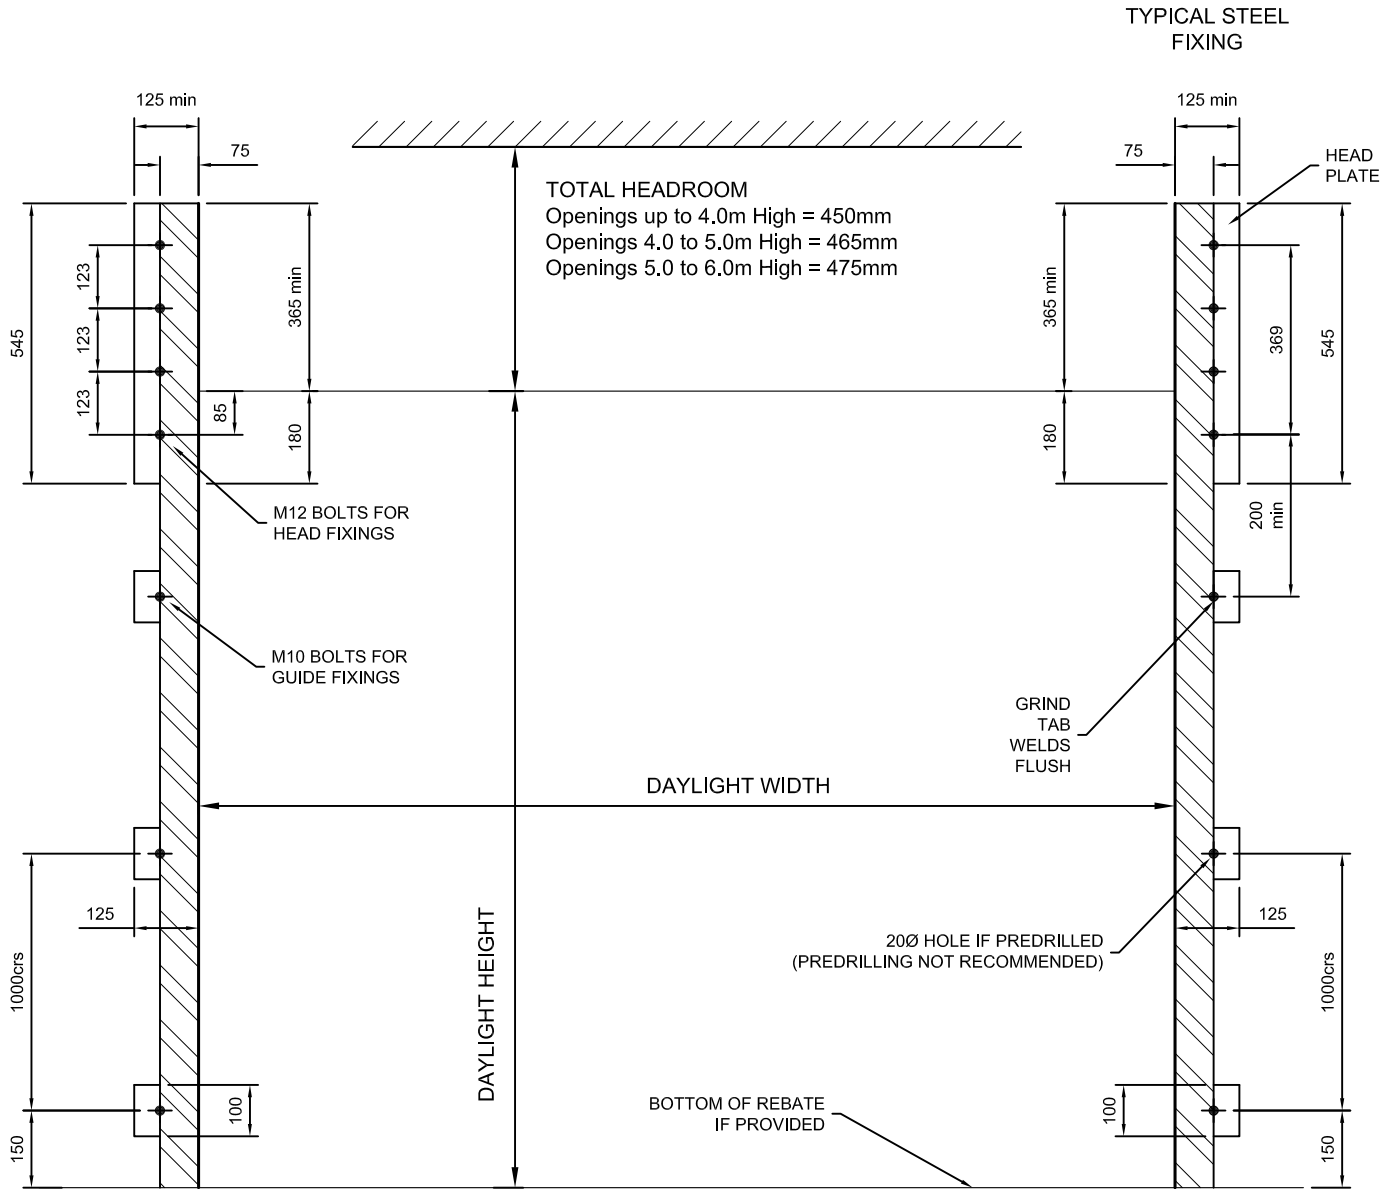 TYPICAL STEEL
FIXING
125 min
125 min
75
75
HEAD
PLATE
TOTAL HEADROOM
Openings up to 4.0m High = 450mm
Openings 4.0 to 5.0m High = 465mm
Openings 5.0 to 6.0m High = 475mm
545
123
123
123
365 min
85
180
365 min
180
369
545
200
min
M12 BOLTS FOR
HEAD FIXINGS
M10 BOLTS FOR
GUIDE FIXINGS
GRIND
TAB
WELDS
FLUSH
DAYLIGHT WIDTH
DAYLIGHT HEIGHT
125
125
20Ø HOLE IF PREDRILLED
(PREDRILLING NOT RECOMMENDED)
1000crs
1000crs
100
100
BOTTOM OF REBATE
IF PROVIDED
150
150